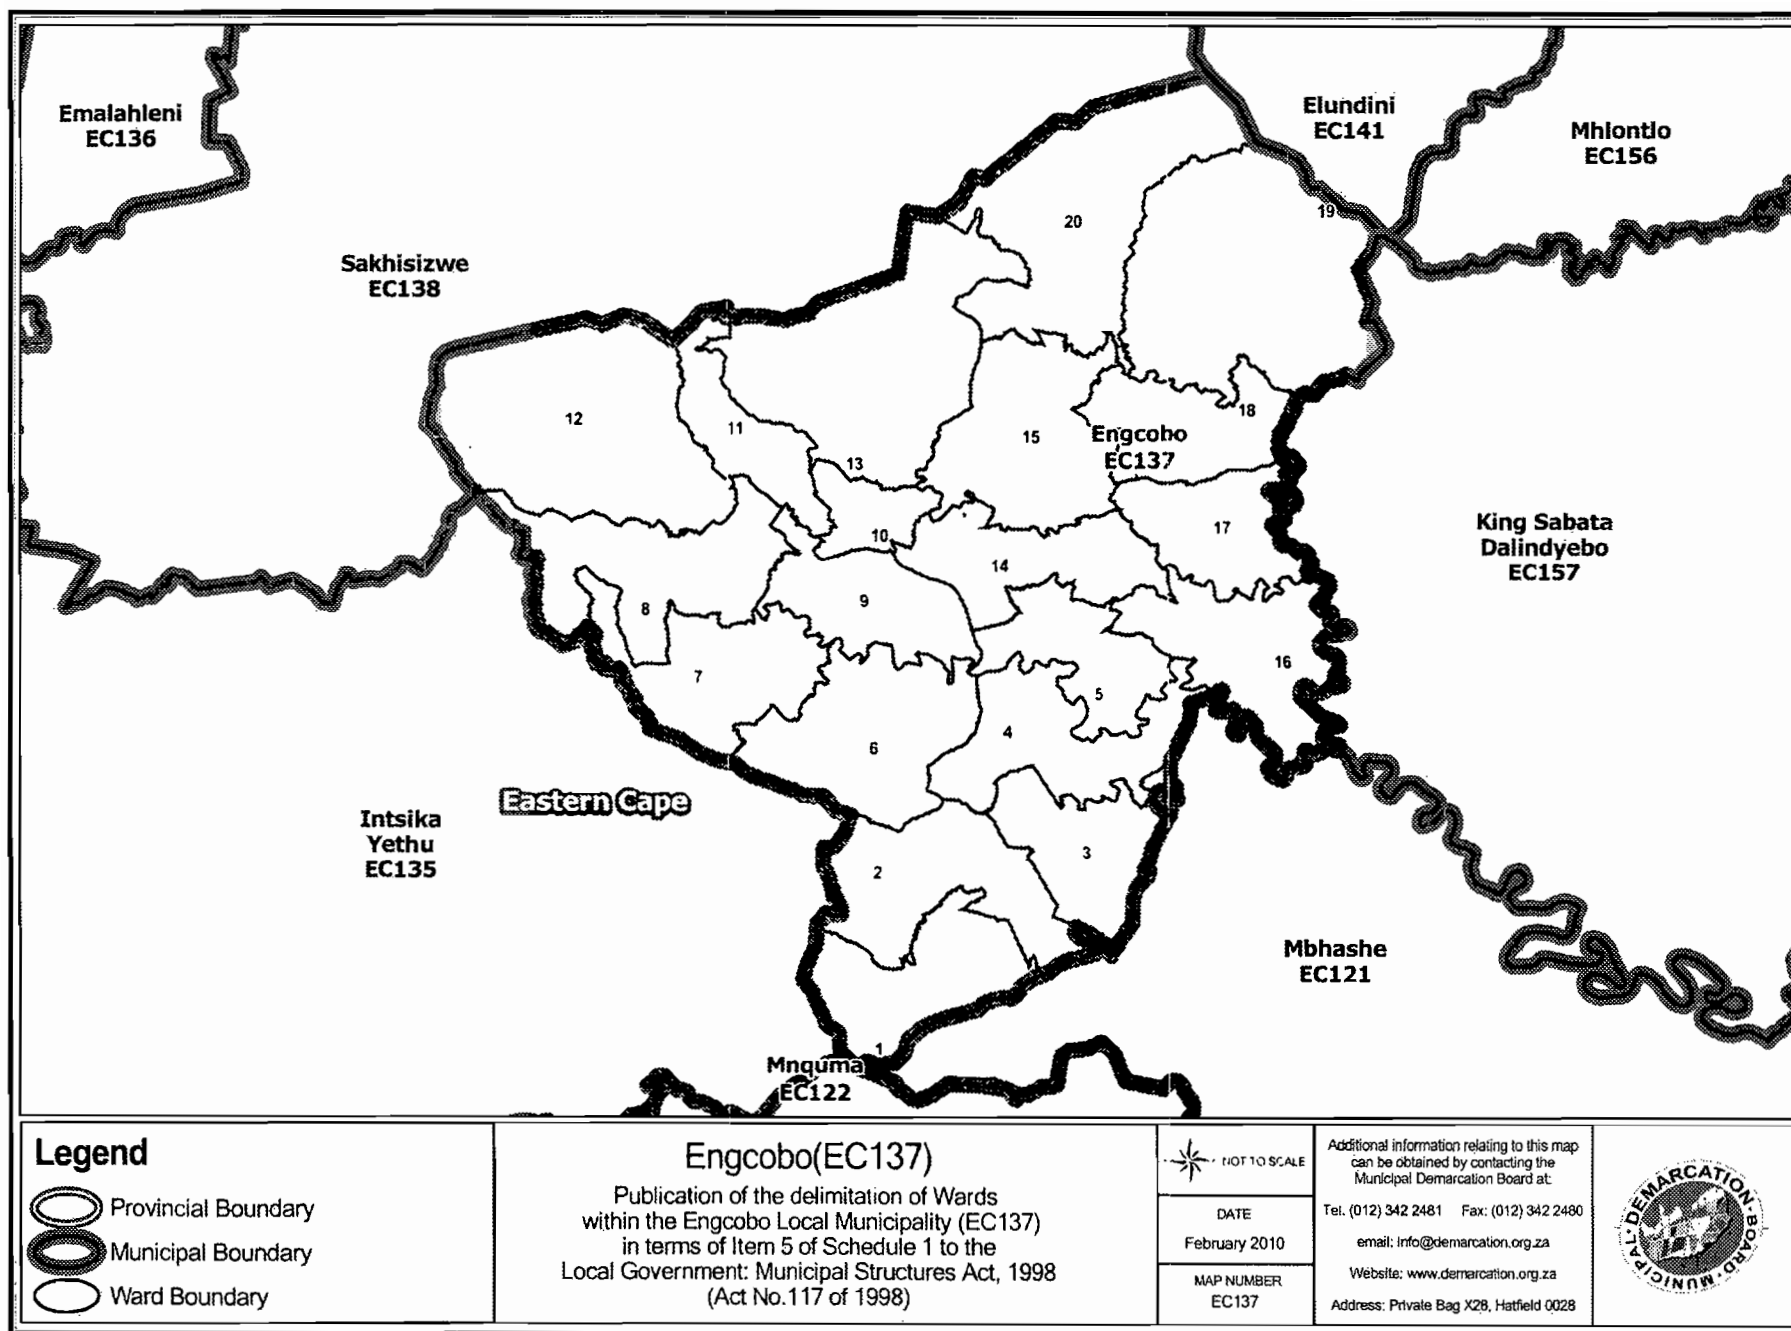 Emalahleni
EC136
Elundini
EC141
Mhlontlo
EC156
19
20
Sakhisizwe
EC138
12
11
13
15
18
Engcobo
EC137
10
17
14
King Sabata
Dalindyebo
EC157
8
9
7
16
5
6
4
Eastern Cape
Intsika
Yethu
EC135
2
3
Mbhashe
EC121
1
Mnquma
EC122
Legend
Provincial Boundary
Municipal Boundary
Ward Boundary
Engcobo(EC137)
Publication of the delimitation of Wards
within the Engcobo Local Municipality (EC137)
in terms of Item 5 of Schedule 1 to the
Local Government: Municipal Structures Act, 1998
(Act No.117 of 1998)
NOT TO SCALE
DATE
February 2010
MAP NUMBER
EC137
Additional information relating to this map
can be obtained by contacting the
Municipal Demarcation Board at:
Tel. (012) 342 2481 Fax: (012) 342 2480
email: info@demarcation.org.za
Website: www.demarcation.org.za
Address: Private Bag X28, Hatfield 0028
MUNICIPAL DEMARCATION BOARD